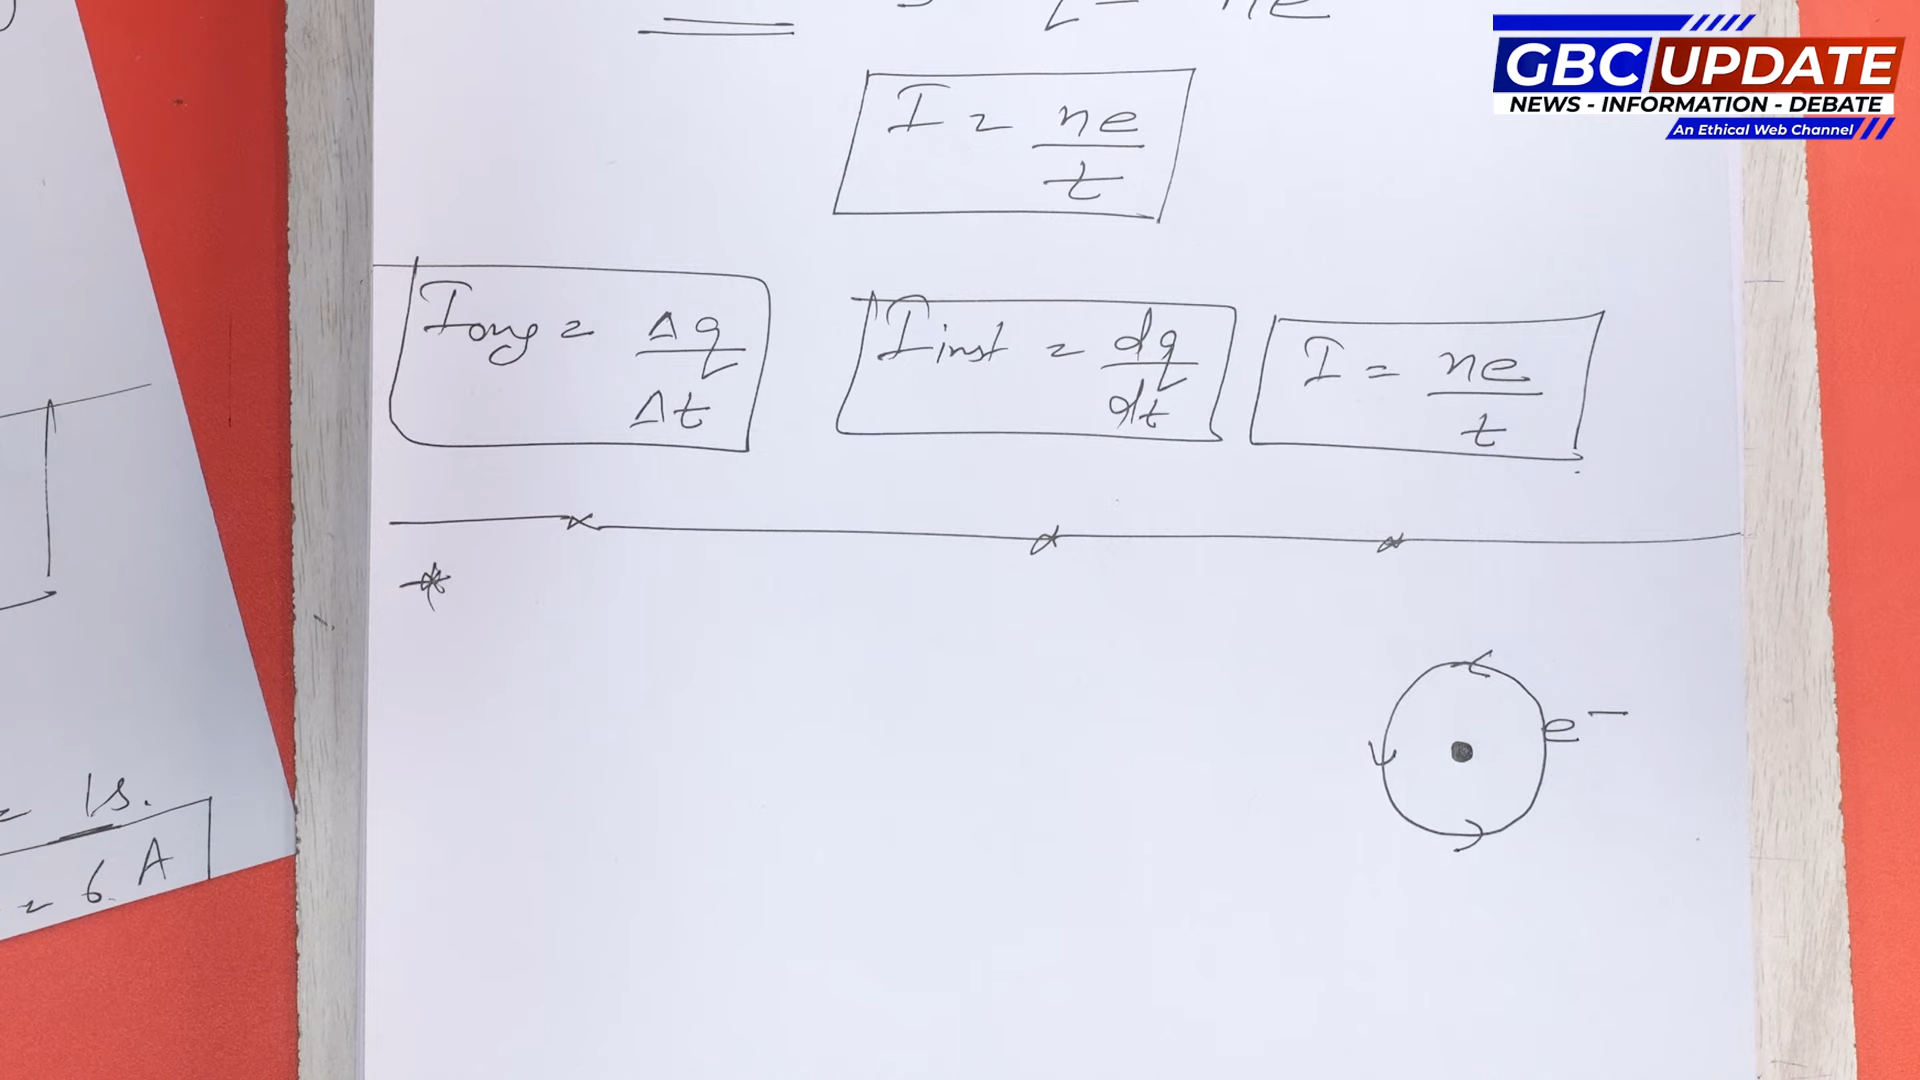 GBC UPDATE
NEWS - INFORMATION - DEBATE
An Ethical Web Channel
q = ne
I = ne/t
Iavg = Δq/Δt
Iinst = dq/dt
I = ne/t
*
e⁻
= 1s.
= 6 A